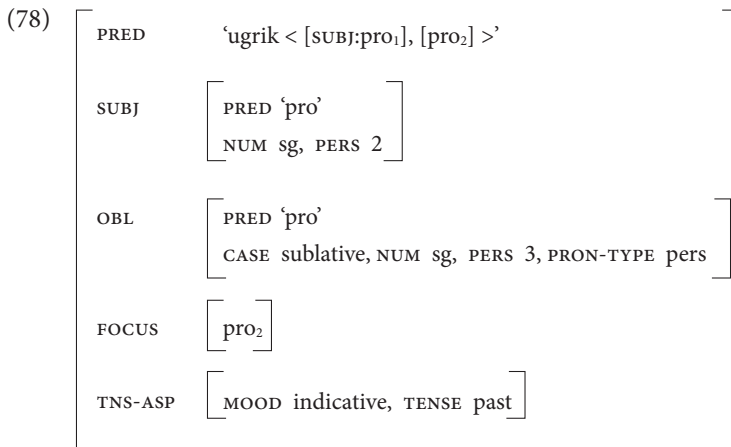 (78)
PRED ‘ugrik < [SUBJ:pro₁], [pro₂] >’
SUBJ PRED ‘pro’
NUM sg, PERS 2
OBL PRED ‘pro’
CASE sublative, NUM sg, PERS 3, PRON-TYPE pers
FOCUS pro₂
TNS-ASP MOOD indicative, TENSE past